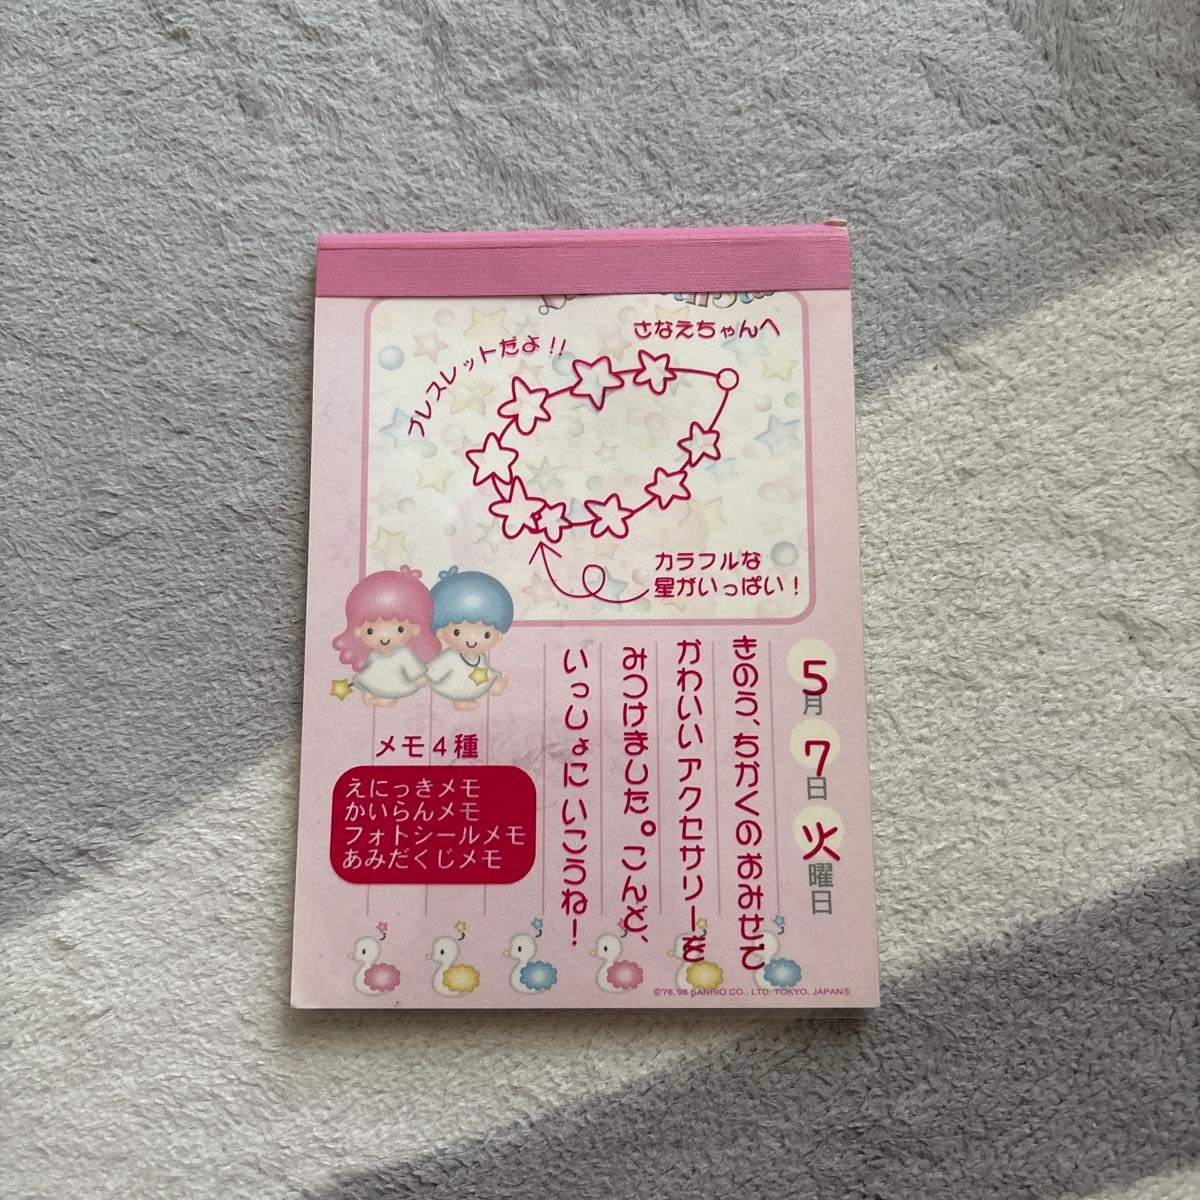 さなえちゃんへ
ブレスレットだよ!!
カラフルな
星がいっぱい!
5月7日火曜日
きのう、ちかくのおみせで
かわいいアクセサリーを
みつけました。こんど、
いっしょにいこうね!
メモ4種
えにっきメモ
かいらんメモ
フォトシールメモ
あみだくじメモ
©'76,'98 SANRIO CO., LTD. TOKYO, JAPAN®